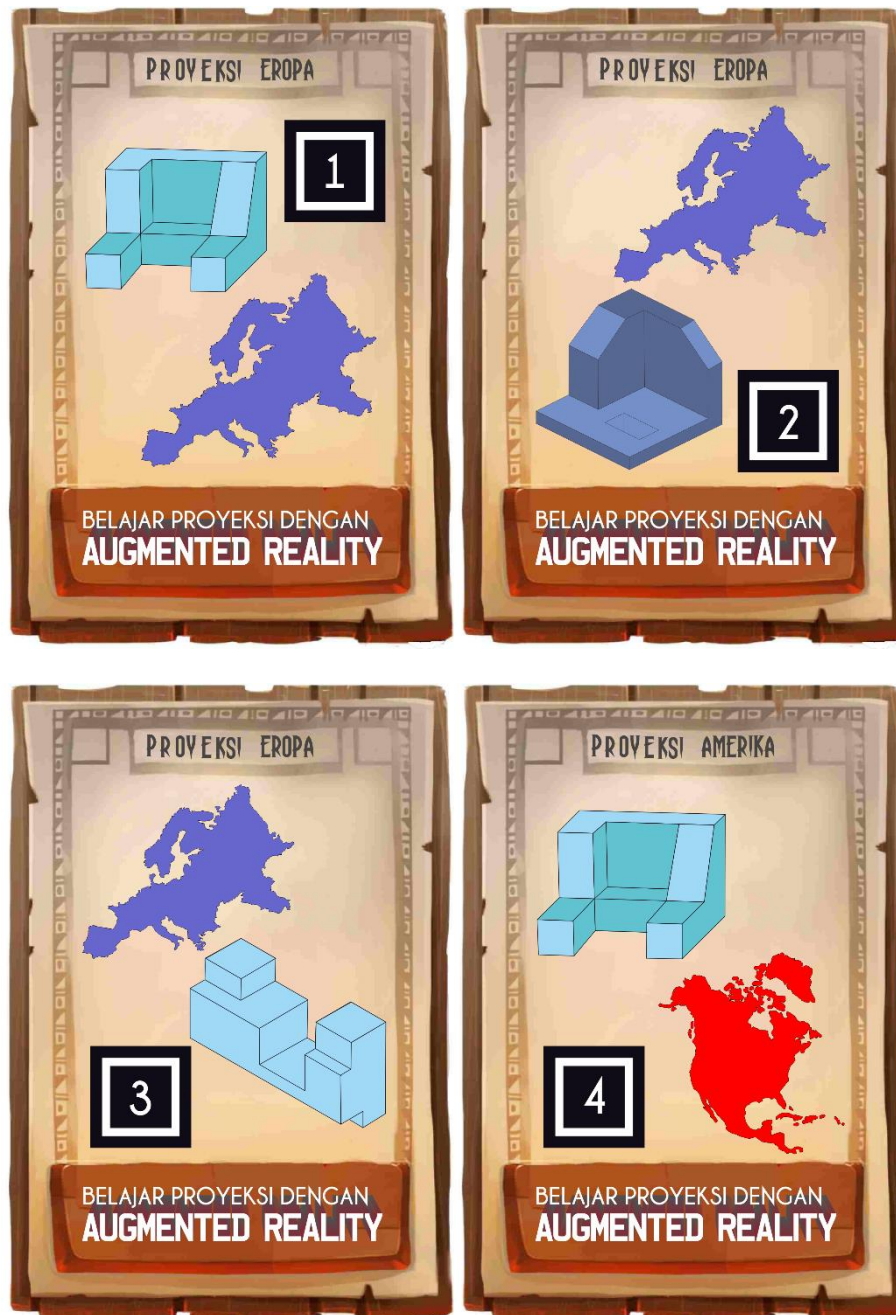 PROYEKSI EROPA
1
BELAJAR PROYEKSI DENGAN
AUGMENTED REALITY
PROYEKSI EROPA
2
BELAJAR PROYEKSI DENGAN
AUGMENTED REALITY
PROYEKSI EROPA
3
BELAJAR PROYEKSI DENGAN
AUGMENTED REALITY
PROYEKSI AMERIKA
4
BELAJAR PROYEKSI DENGAN
AUGMENTED REALITY